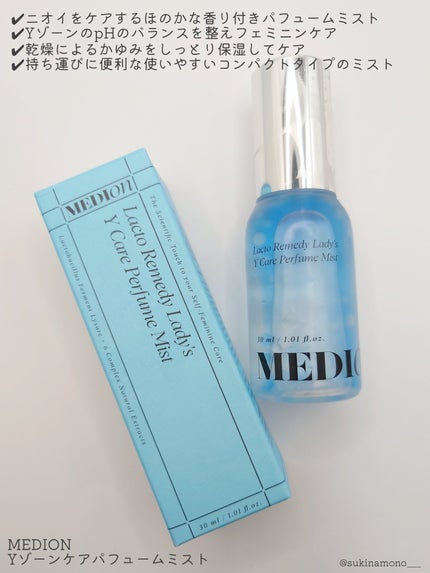 ✔ニオイをケアするほのかな香り付きパフュームミスト
✔YゾーンのpHのバランスを整えフェミニンケア
✔乾燥によるかゆみをしっとり保湿してケア
✔持ち運びに便利な使いやすいコンパクトタイプのミスト
MEDION
The Scientific Touch to your Self-Feminine Care
Lacto Remedy Lady's
Y Care Perfume Mist
Lactobacillus Ferment Lysate · 6 Complex Natural Extracts
30 ml / 1.01 fl.oz.
Lacto Remedy Lady's
Y Care Perfume Mist
30 ml / 1.01 fl.oz.
MEDIO
MEDION
Yゾーンケアパフュームミスト
@sukinamono___